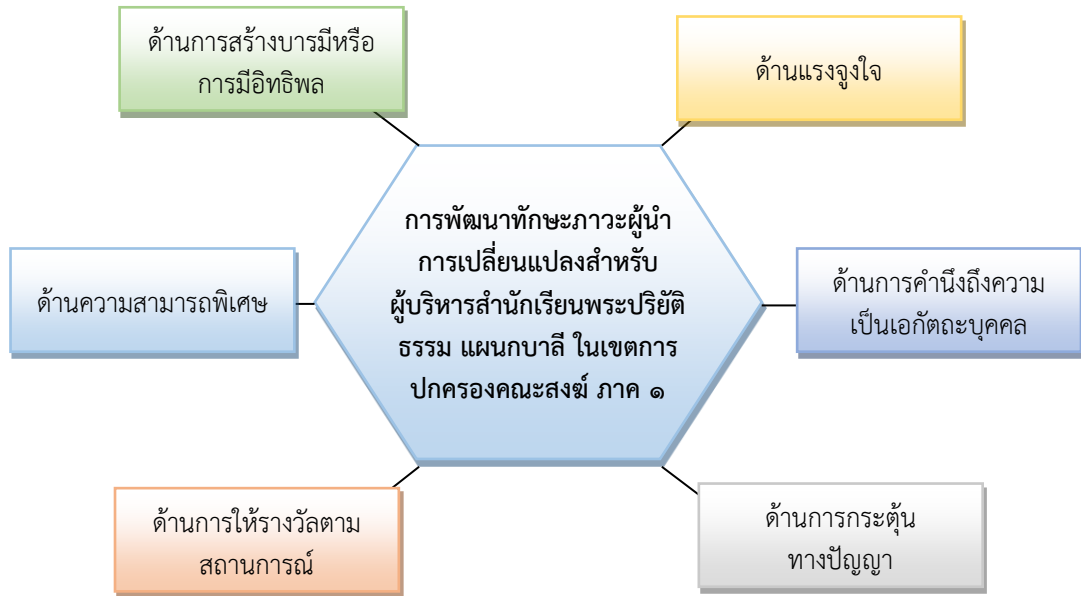 ด้านการสร้างบารมีหรือ
การมีอิทธิพล
ด้านแรงจูงใจ
การพัฒนาทักษะภาวะผู้นำ
การเปลี่ยนแปลงสำหรับ
ผู้บริหารสำนักเรียนพระปริยัติ
ธรรม แผนกบาลี ในเขตการ
ปกครองคณะสงฆ์ ภาค ๑
ด้านความสามารถพิเศษ
ด้านการคำนึงถึงความ
เป็นเอกัตถะบุคคล
ด้านการให้รางวัลตาม
สถานการณ์
ด้านการกระตุ้น
ทางปัญญา